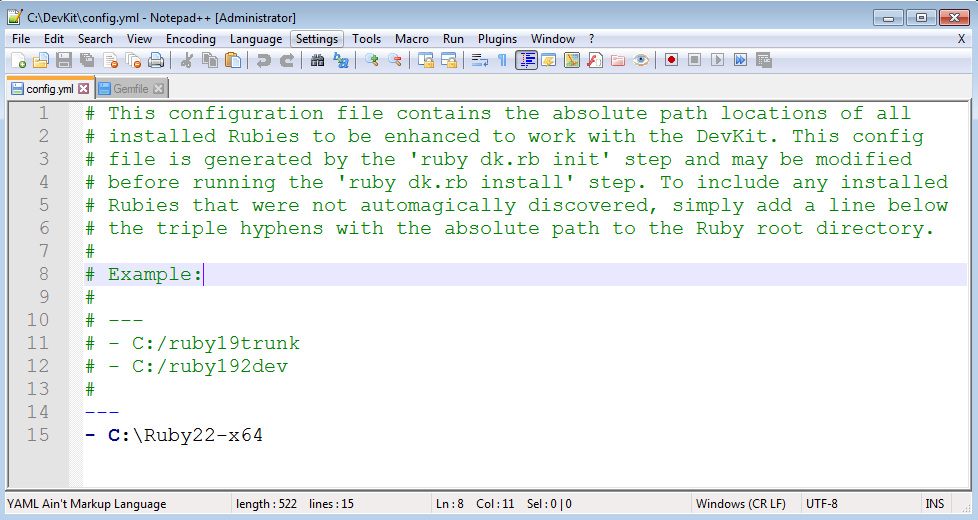 C:\DevKit\config.yml - Notepad++ [Administrator]
File Edit Search View Encoding Language Settings Tools Macro Run Plugins Window ? X
config.yml Gemfile
1 # This configuration file contains the absolute path locations of all
2 # installed Rubies to be enhanced to work with the DevKit. This config
3 # file is generated by the 'ruby dk.rb init' step and may be modified
4 # before running the 'ruby dk.rb install' step. To include any installed
5 # Rubies that were not automagically discovered, simply add a line below
6 # the triple hyphens with the absolute path to the Ruby root directory.
7 #
8 # Example:
9 #
10 # ---
11 # - C:/ruby19trunk
12 # - C:/ruby192dev
13 #
14 ---
15 - C:\Ruby22-x64
YAML Ain't Markup Language length : 522 lines : 15 Ln : 8 Col : 11 Sel : 0 | 0 Windows (CR LF) UTF-8 INS